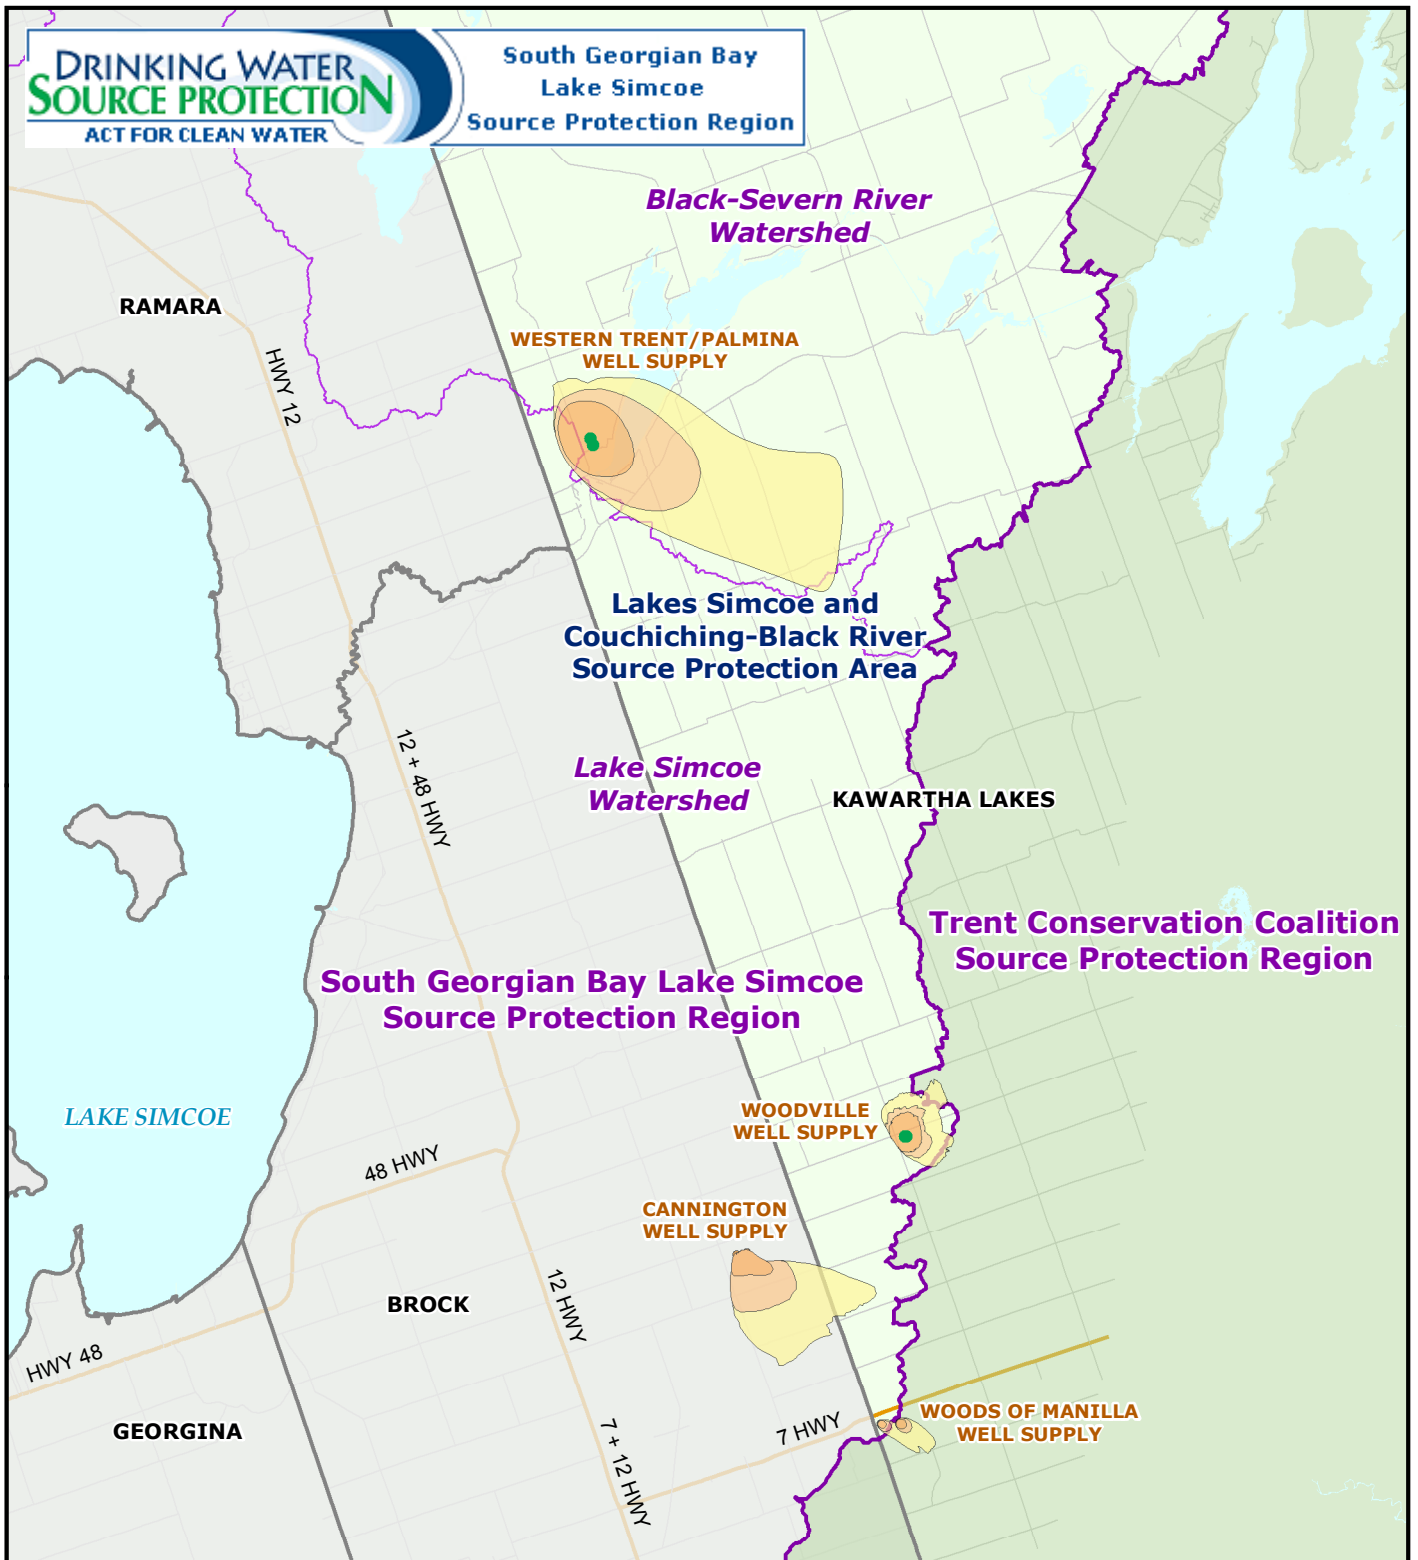 DRINKING WATER
SOURCE PROTECTION
ACT FOR CLEAN WATER
South Georgian Bay
Lake Simcoe
Source Protection Region
Black-Severn River
Watershed
RAMARA
HWY 12
WESTERN TRENT/PALMINA
WELL SUPPLY
Lakes Simcoe and
Couchiching-Black River
Source Protection Area
12 + 48 HWY
Lake Simcoe
Watershed
KAWARTHA LAKES
Trent Conservation Coalition
Source Protection Region
South Georgian Bay Lake Simcoe
Source Protection Region
LAKE SIMCOE
WOODVILLE
WELL SUPPLY
48 HWY
CANNINGTON
WELL SUPPLY
12 HWY
BROCK
HWY 48
GEORGINA
7 + 12 HWY
7 HWY
WOODS OF MANILLA
WELL SUPPLY